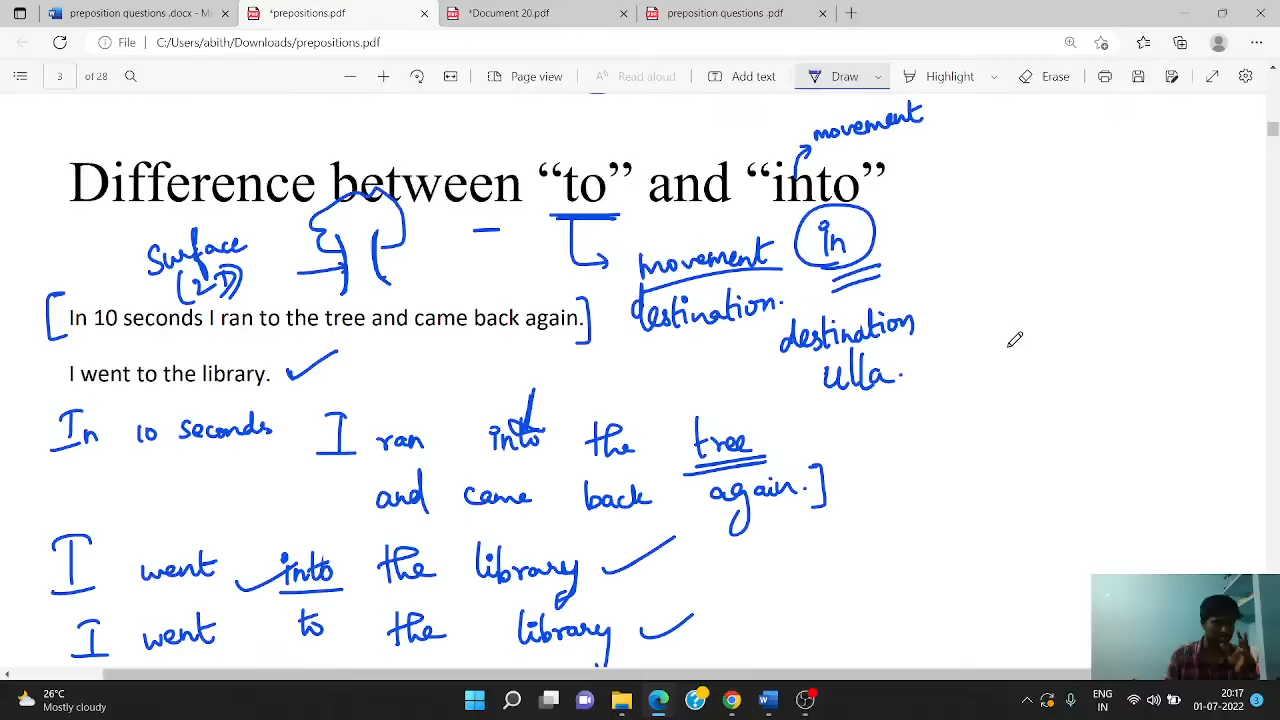 preposition questions .docx - Mi
*prepositions.pdf
*Document 20.pdf
preposition questions .pdf
File C:/Users/abith/Downloads/prepositions.pdf
3 of 28 Page view Read aloud Add text Draw Highlight Erase
movement
Difference between “to” and “into”
in
Surface
(2-D)
movement
destination.
[In 10 seconds I ran to the tree and came back again.]
destination
ulla.
I went to the library.
In 10 seconds I ran into the tree
and came back again.]
I went into the library
I went to the library
26°C
Mostly cloudy
ENG
IN
20:17
01-07-2022
3